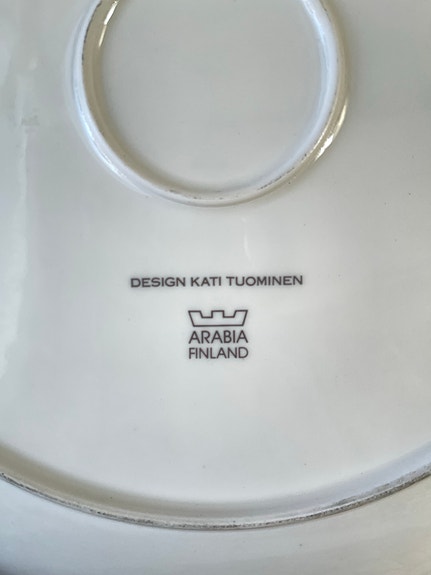 DESIGN KATI TUOMINEN
ARABIA
FINLAND